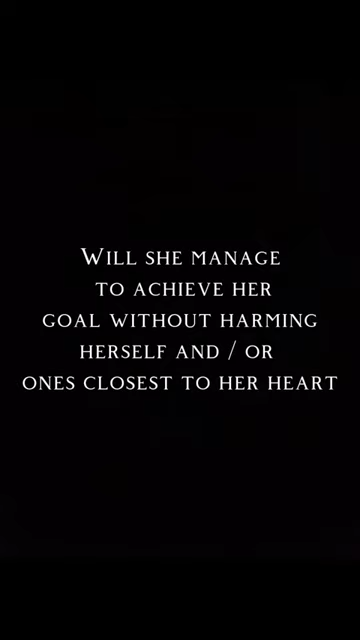 Will she manage
to achieve her
goal without harming
herself and / or
ones closest to her heart